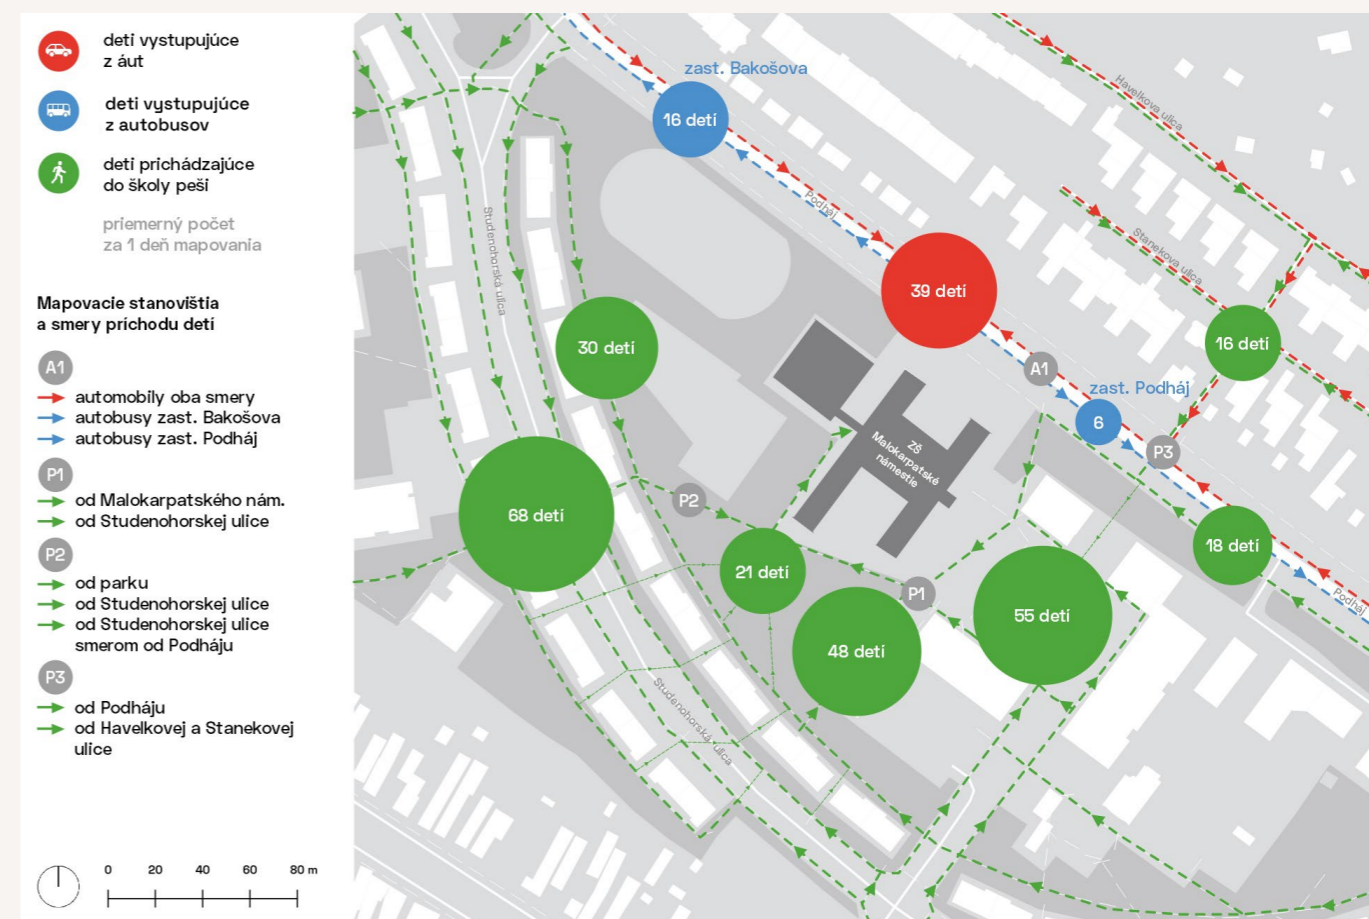 deti vystupujúce
z áut
deti vystupujúce
z autobusov
deti prichádzajúce
do školy peši
priemerný počet
za 1 deň mapovania
Mapovacie stanovištia
a smery príchodu detí
A1
automobily oba smery
autobusy zast. Bakošova
autobusy zast. Podháj
P1
od Malokarpatského nám.
od Studenohorskej ulice
P2
od parku
od Studenohorskej ulice
od Studenohorskej ulice
smerom od Podháju
P3
od Podháju
od Havelkovej a Stanekovej
ulice
0 20 40 60 80 m
zast. Bakošova
16 detí
Havelkova ulica
Podháj
Studenohorská ulica
Stanekova ulica
39 detí
16 detí
30 detí
A1
zast. Podháj
6
ZŠ
Malokarpatské
námestie
P3
P2
68 detí
18 detí
21 detí
P1
Podháj
55 detí
48 detí
Studenohorská ulica